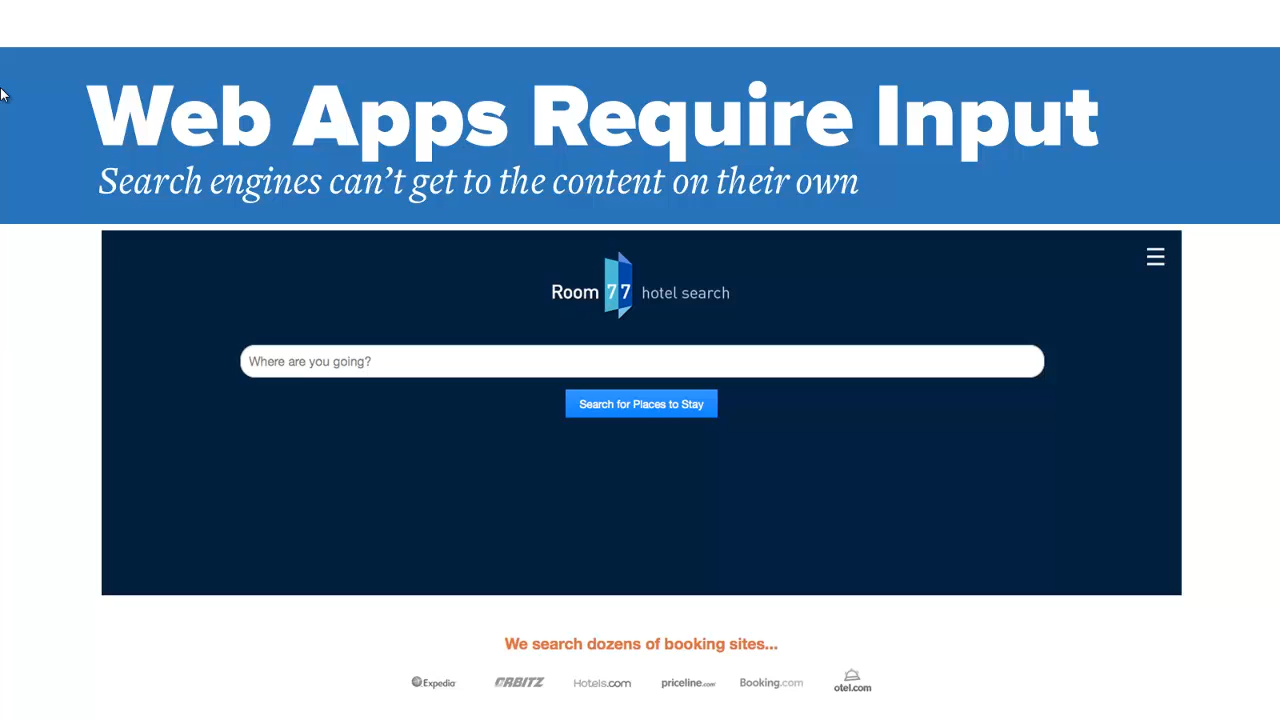 Web Apps Require Input
Search engines can't get to the content on their own
Room 77 hotel search
Where are you going?
Search for Places to Stay
We search dozens of booking sites...
Expedia ORBITZ Hotels.com priceline.com Booking.com otel.com